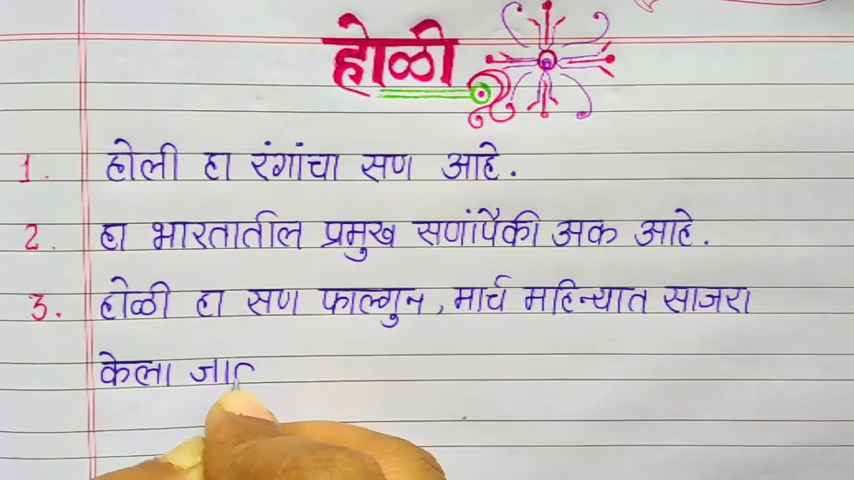 होळी
1. होली हा रंगांचा सण आहे.
2. हा भारतातील प्रमुख सणांपैकी अक आहे.
3. होळी हा सण फाल्गुन, मार्च महिन्यात साजरा
केला